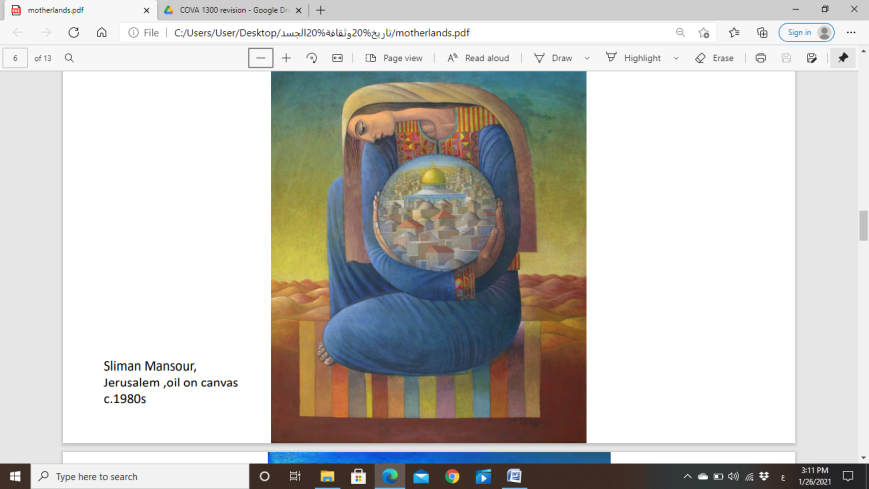 motherlands.pdf
COVA 1300 revision - Google Dr
File
C:/Users/User/Desktop/تاريخ%20وثقافة%20الجسد/motherlands.pdf
Sign in
6
of 13
Page view
Read aloud
Draw
Highlight
Erase
Sliman Mansour,
Jerusalem ,oil on canvas
c.1980s
Type here to search
ع
3:11 PM
1/26/2021